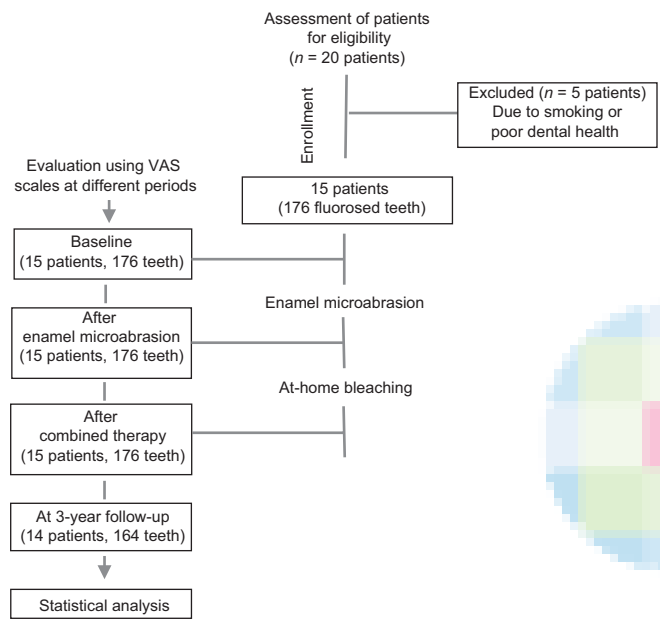 Assessment of patients
for eligibility
(n = 20 patients)
Enrollment
Excluded (n = 5 patients)
Due to smoking or
poor dental health
15 patients
(176 fluorosed teeth)
Evaluation using VAS
scales at different periods
Baseline
(15 patients, 176 teeth)
Enamel microabrasion
After
enamel microabrasion
(15 patients, 176 teeth)
At-home bleaching
After
combined therapy
(15 patients, 176 teeth)
At 3-year follow-up
(14 patients, 164 teeth)
Statistical analysis